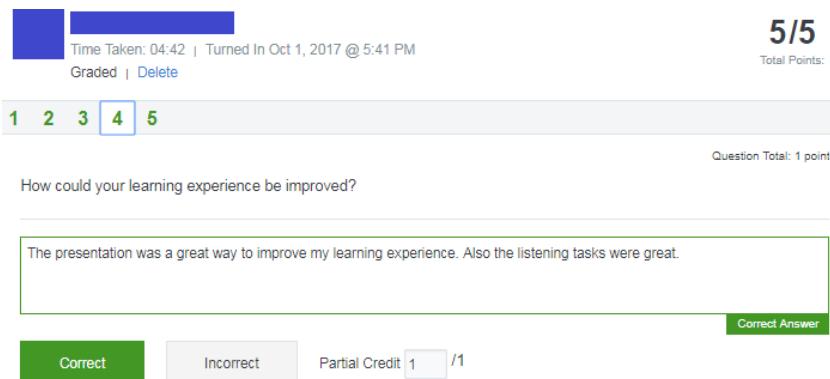 5/5
Time Taken: 04:42 | Turned In Oct 1, 2017 @ 5:41 PM
Total Points:
Graded | Delete
1 2 3 4 5
Question Total: 1 point
How could your learning experience be improved?
The presentation was a great way to improve my learning experience. Also the listening tasks were great.
Correct Answer
Correct Incorrect Partial Credit 1 /1